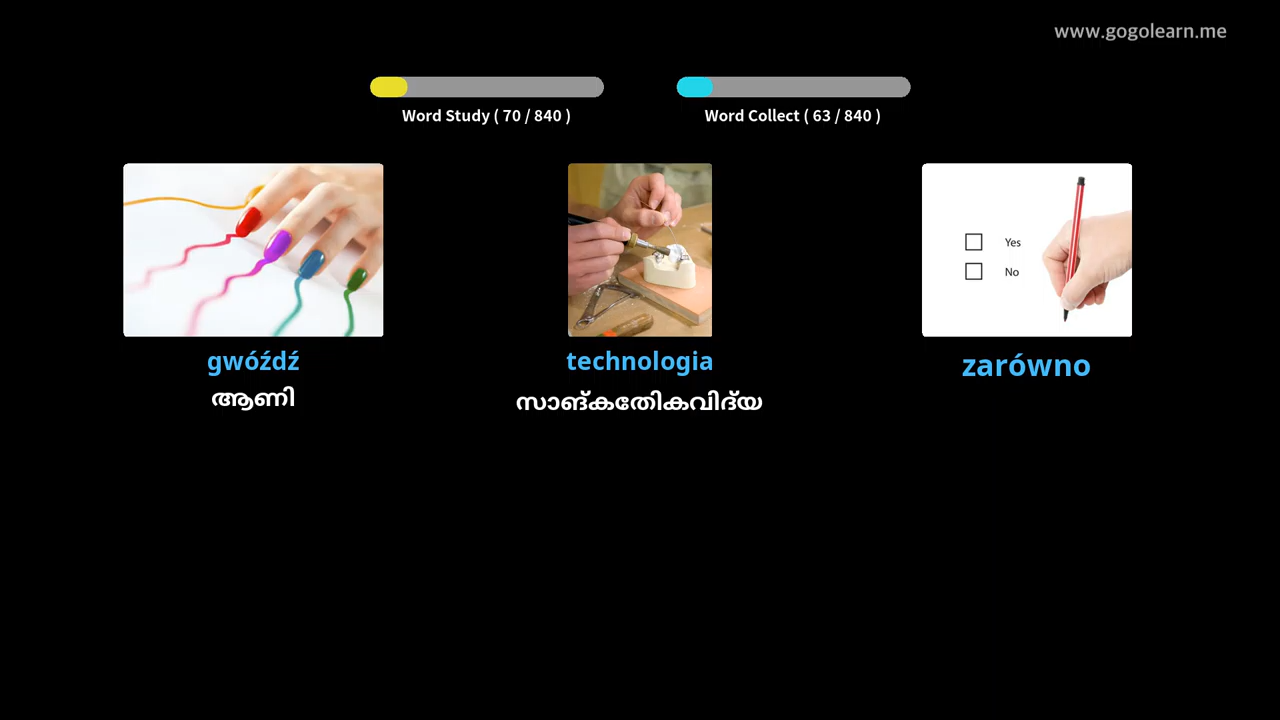 www.gogolearn.me
Word Study ( 70 / 840 )
Word Collect ( 63 / 840 )
Yes
No
gwóźdź
technologia
zarówno
ആണി
സാങ്കേതികവിദ്യ